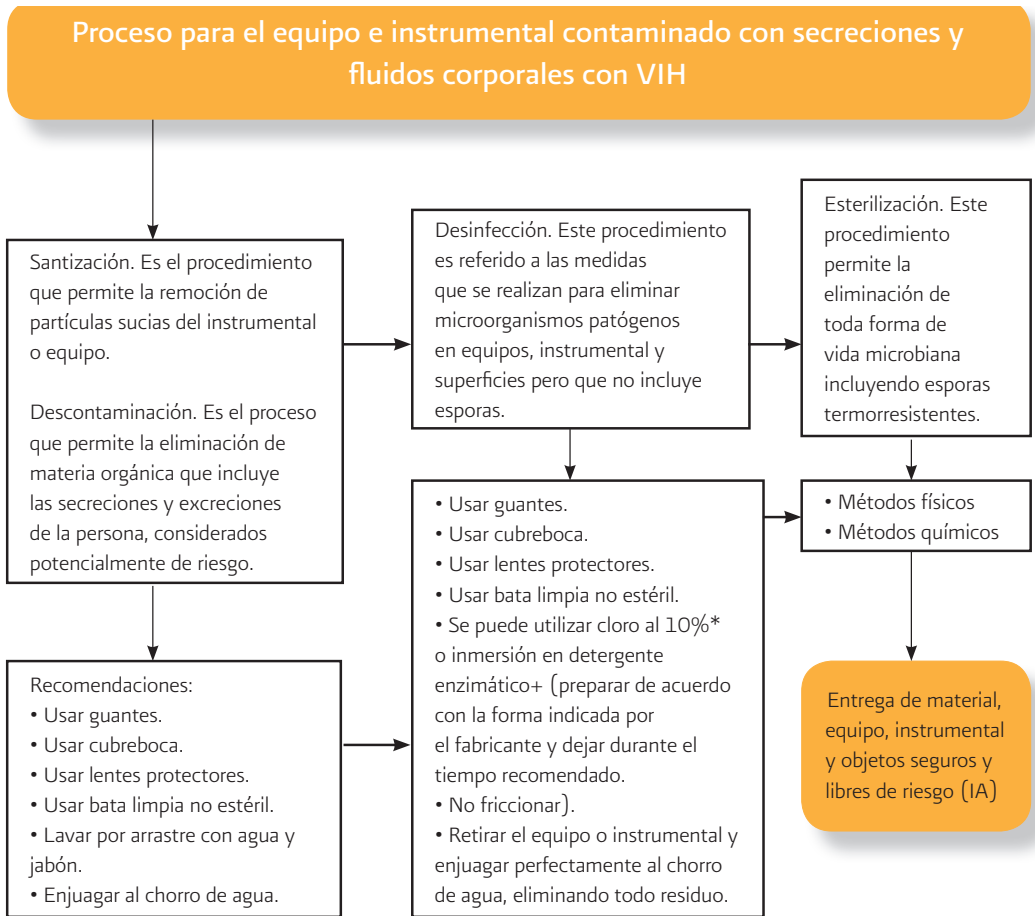 Proceso para el equipo e instrumental contaminado con secreciones y
fluidos corporales con VIH
Santización. Es el procedimiento
que permite la remoción de
partículas sucias del instrumental
o equipo.
Descontaminación. Es el proceso
que permite la eliminación de
materia orgánica que incluye
las secreciones y excreciones
de la persona, considerados
potencialmente de riesgo.
Desinfección. Este procedimiento
es referido a las medidas
que se realizan para eliminar
microorganismos patógenos
en equipos, instrumental y
superficies pero que no incluye
esporas.
Esterilización. Este
procedimiento
permite la
eliminación de
toda forma de
vida microbiana
incluyendo esporas
termorresistentes.
Recomendaciones:
• Usar guantes.
• Usar cubreboca.
• Usar lentes protectores.
• Usar bata limpia no estéril.
• Lavar por arrastre con agua y
jabón.
• Enjuagar al chorro de agua.
• Usar guantes.
• Usar cubreboca.
• Usar lentes protectores.
• Usar bata limpia no estéril.
• Se puede utilizar cloro al 10%*
o inmersión en detergente
enzimático+ (preparar de acuerdo
con la forma indicada por
el fabricante y dejar durante el
tiempo recomendado.
• No friccionar).
• Retirar el equipo o instrumental y
enjuagar perfectamente al chorro
de agua, eliminando todo residuo.
• Métodos físicos
• Métodos químicos
Entrega de material,
equipo, instrumental
y objetos seguros y
libres de riesgo (IA)